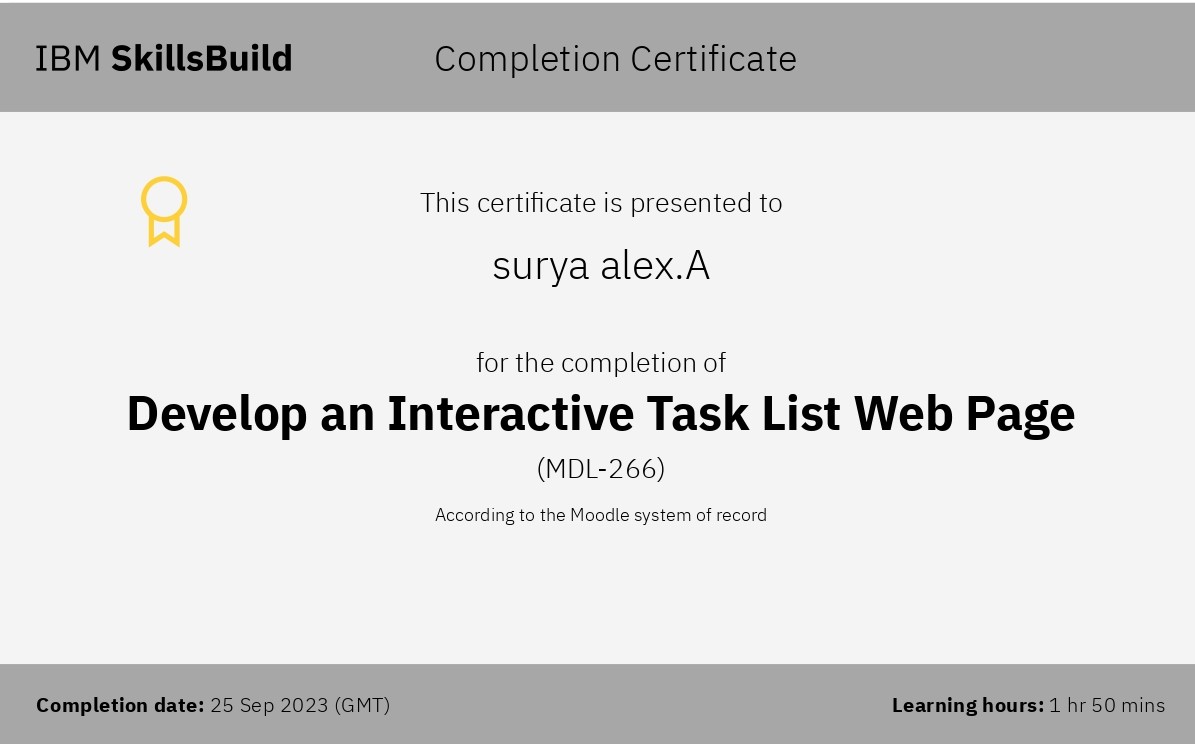 IBM SkillsBuild
Completion Certificate
This certificate is presented to
surya alex.A
for the completion of
Develop an Interactive Task List Web Page
(MDL-266)
According to the Moodle system of record
Completion date: 25 Sep 2023 (GMT)
Learning hours: 1 hr 50 mins